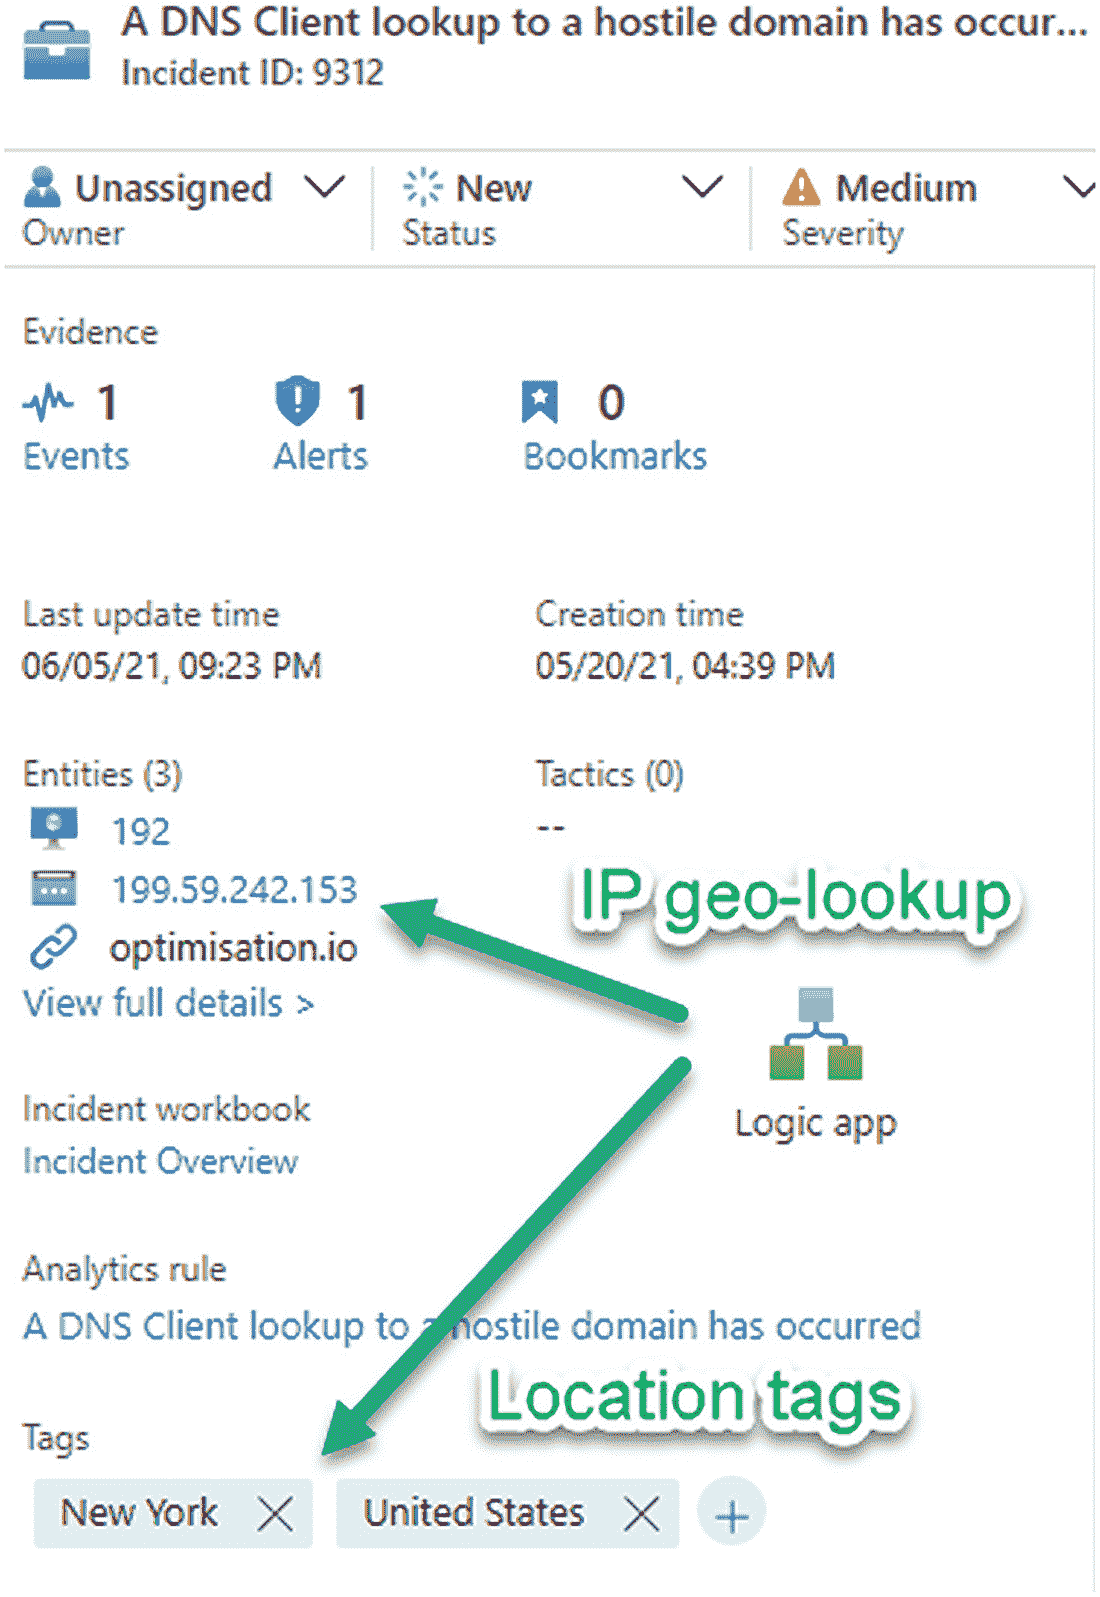 A DNS Client lookup to a hostile domain has occur...
Incident ID: 9312
Unassigned
Owner
New
Status
Medium
Severity
Evidence
1
Events
1
Alerts
0
Bookmarks
Last update time
06/05/21, 09:23 PM
Creation time
05/20/21, 04:39 PM
Entities (3)
192
199.59.242.153
optimisation.io
View full details >
Tactics (0)
--
IP geo-lookup
Logic app
Incident workbook
Incident Overview
Analytics rule
A DNS Client lookup to a hostile domain has occurred
Location tags
Tags
New York
United States